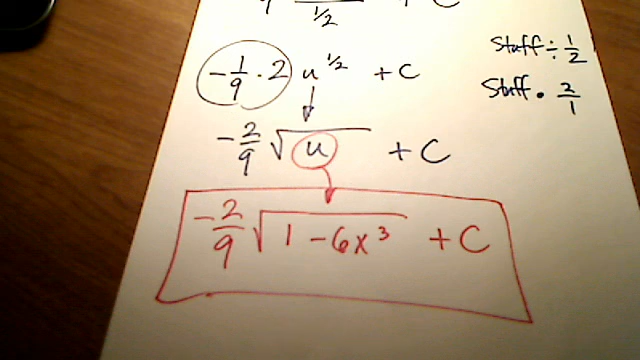 1/2 + C
-1/9 · 2 u^1/2 + C
Stuff ÷ 1/2
Stuff · 2/1
-2/9 √u + C
-2/9 √1 - 6x³ + C